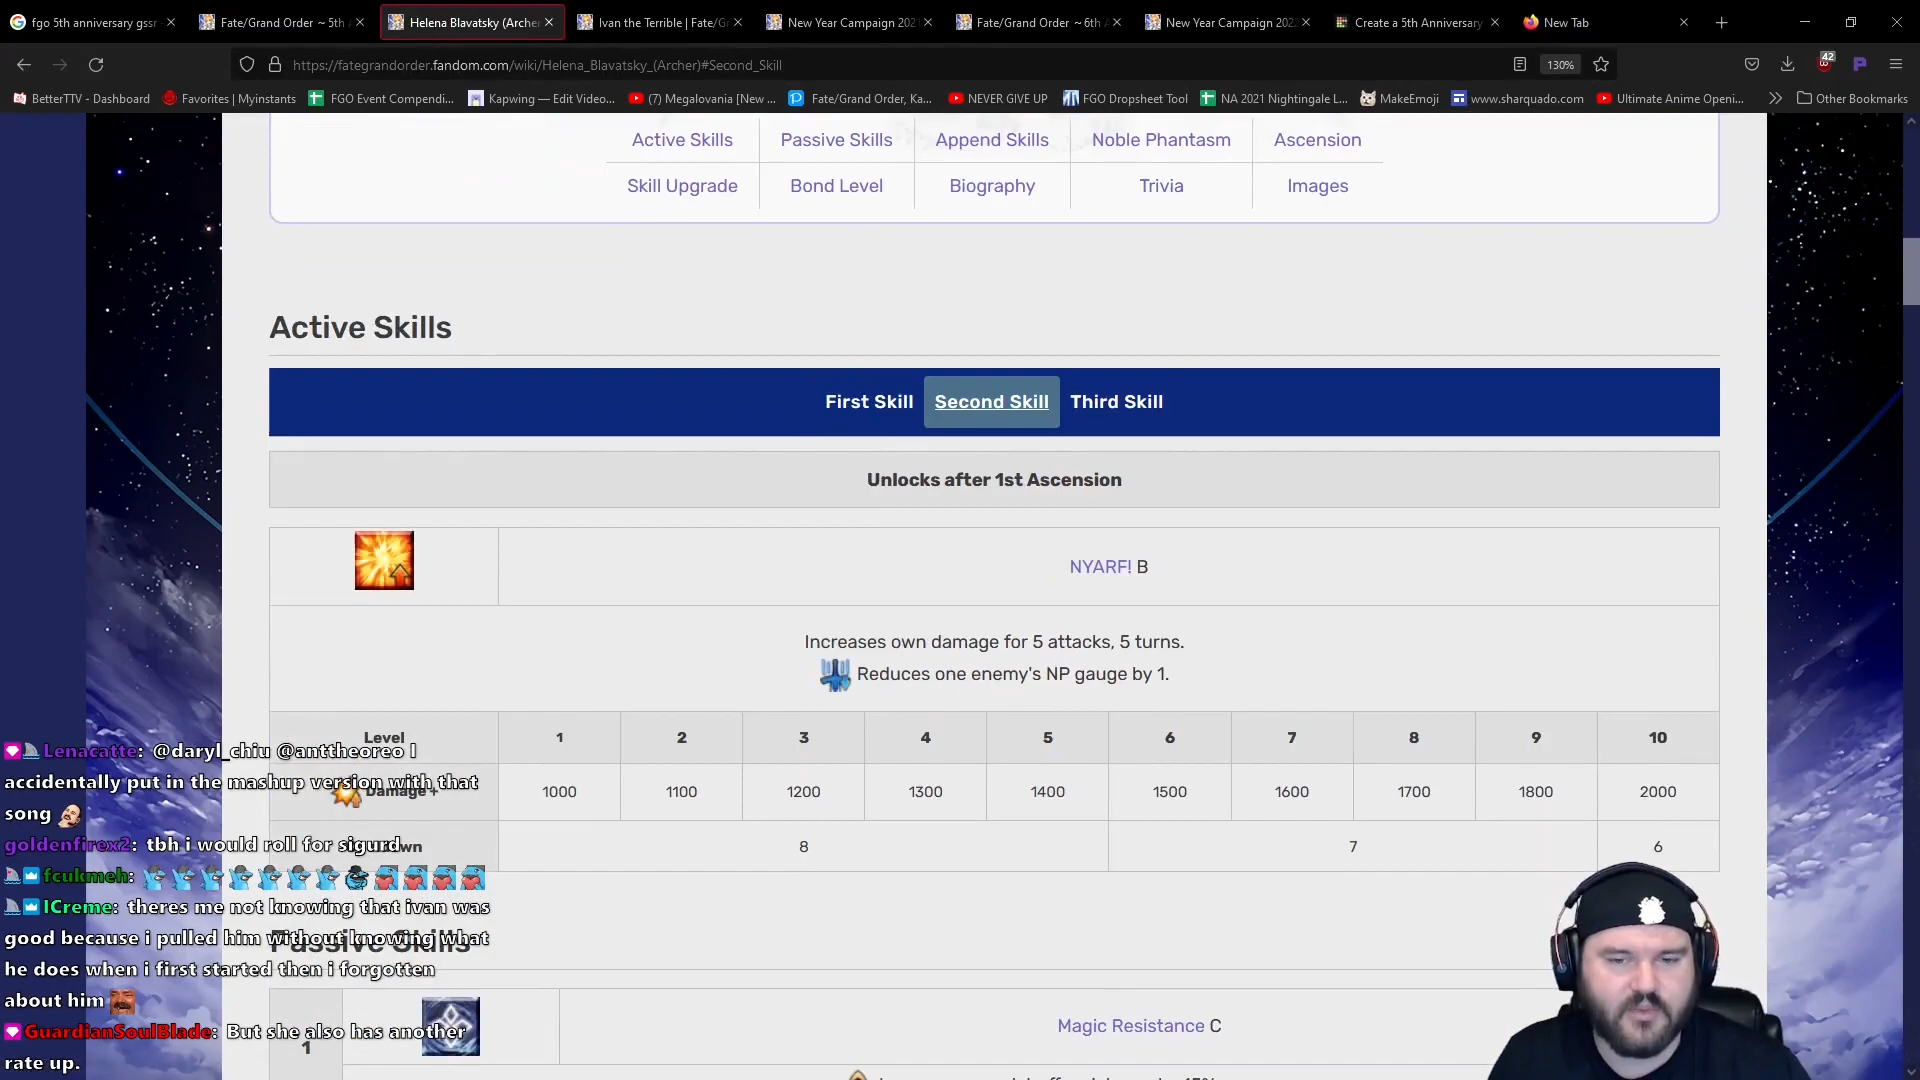 fgo 5th anniversary gssr
Fate/Grand Order ~ 5th
Helena Blavatsky (Archer
Ivan the Terrible | Fate/G
New Year Campaign 2021
Fate/Grand Order ~6th
New Year Campaign 202
Create a 5th Anniversary
New Tab
https://fategrandorder.fandom.com/wiki/Helena_Blavatsky_(Archer)#Second_Skill
130%
42
BetterTTV - Dashboard
Favorites | Myinstants
FGO Event Compendi...
Kapwing — Edit Video...
(7) Megalovania [New ...
Fate/Grand Order, Ka...
NEVER GIVE UP
FGO Dropsheet Tool
NA 2021 Nightingale L...
MakeEmoji
www.sharquado.com
Ultimate Anime Openi...
Other Bookmarks
Active Skills
Passive Skills
Append Skills
Noble Phantasm
Ascension
Skill Upgrade
Bond Level
Biography
Trivia
Images
Active Skills
First Skill
Second Skill
Third Skill
Unlocks after 1st Ascension
NYARF! B
Increases own damage for 5 attacks, 5 turns.
Reduces one enemy's NP gauge by 1.
Level 1 2 3 4 5 6 7 8 9 10
Damage + 1000 1100 1200 1300 1400 1500 1600 1700 1800 2000
8 7 6
Passive Skills
1
Magic Resistance C
Lenacatte: @daryl_chiu @anttheoreo I
accidentally put in the mashup version with that
song
goldenfirex2: tbh i would roll for sigurd
fcukmeh:
ICreme: theres me not knowing that ivan was
good because i pulled him without knowing what
he does when i first started then i forgotten
about him
GuardianSoulBlade: But she also has another
rate up.